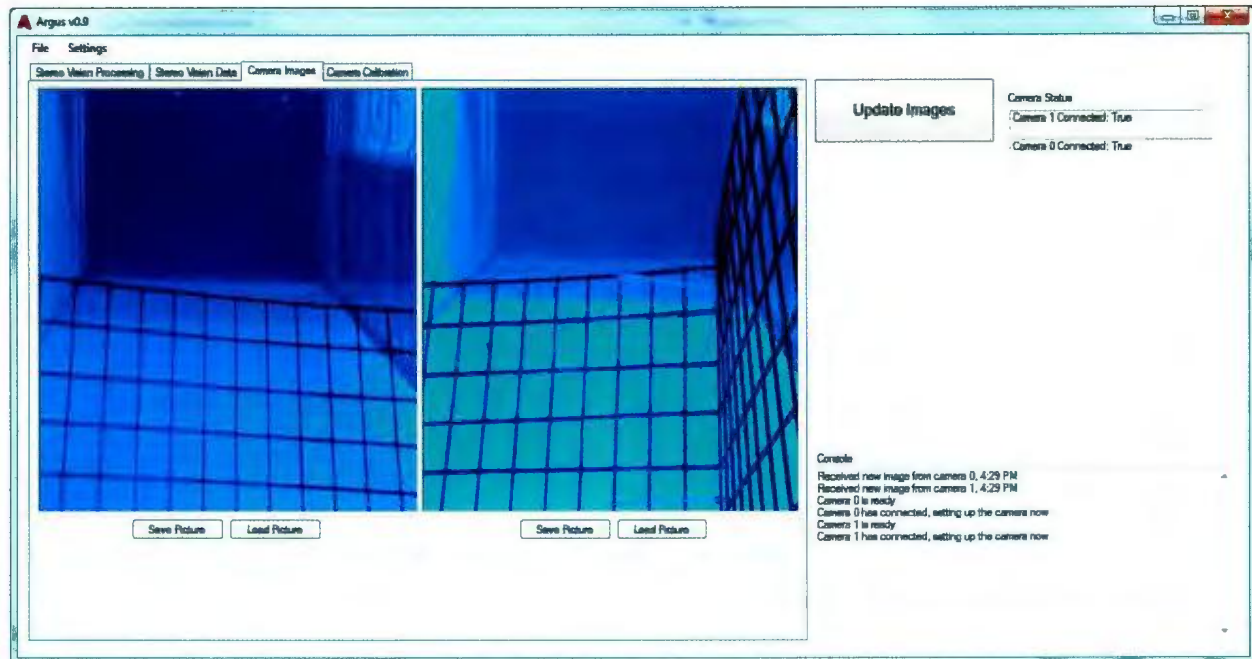 Argus v0.9
File Settings
Stereo Vision Processing Stereo Vision Data Camera Images Camera Calibration
Update Images
Camera Status
Camera 1 Connected: True
Camera 0 Connected: True
Save Picture Load Picture Save Picture Load Picture
Console
Received new image from camera 0, 4:29 PM
Received new image from camera 1, 4:29 PM
Camera 0 is ready
Camera 0 has connected, setting up the camera now
Camera 1 is ready
Camera 1 has connected, setting up the camera now